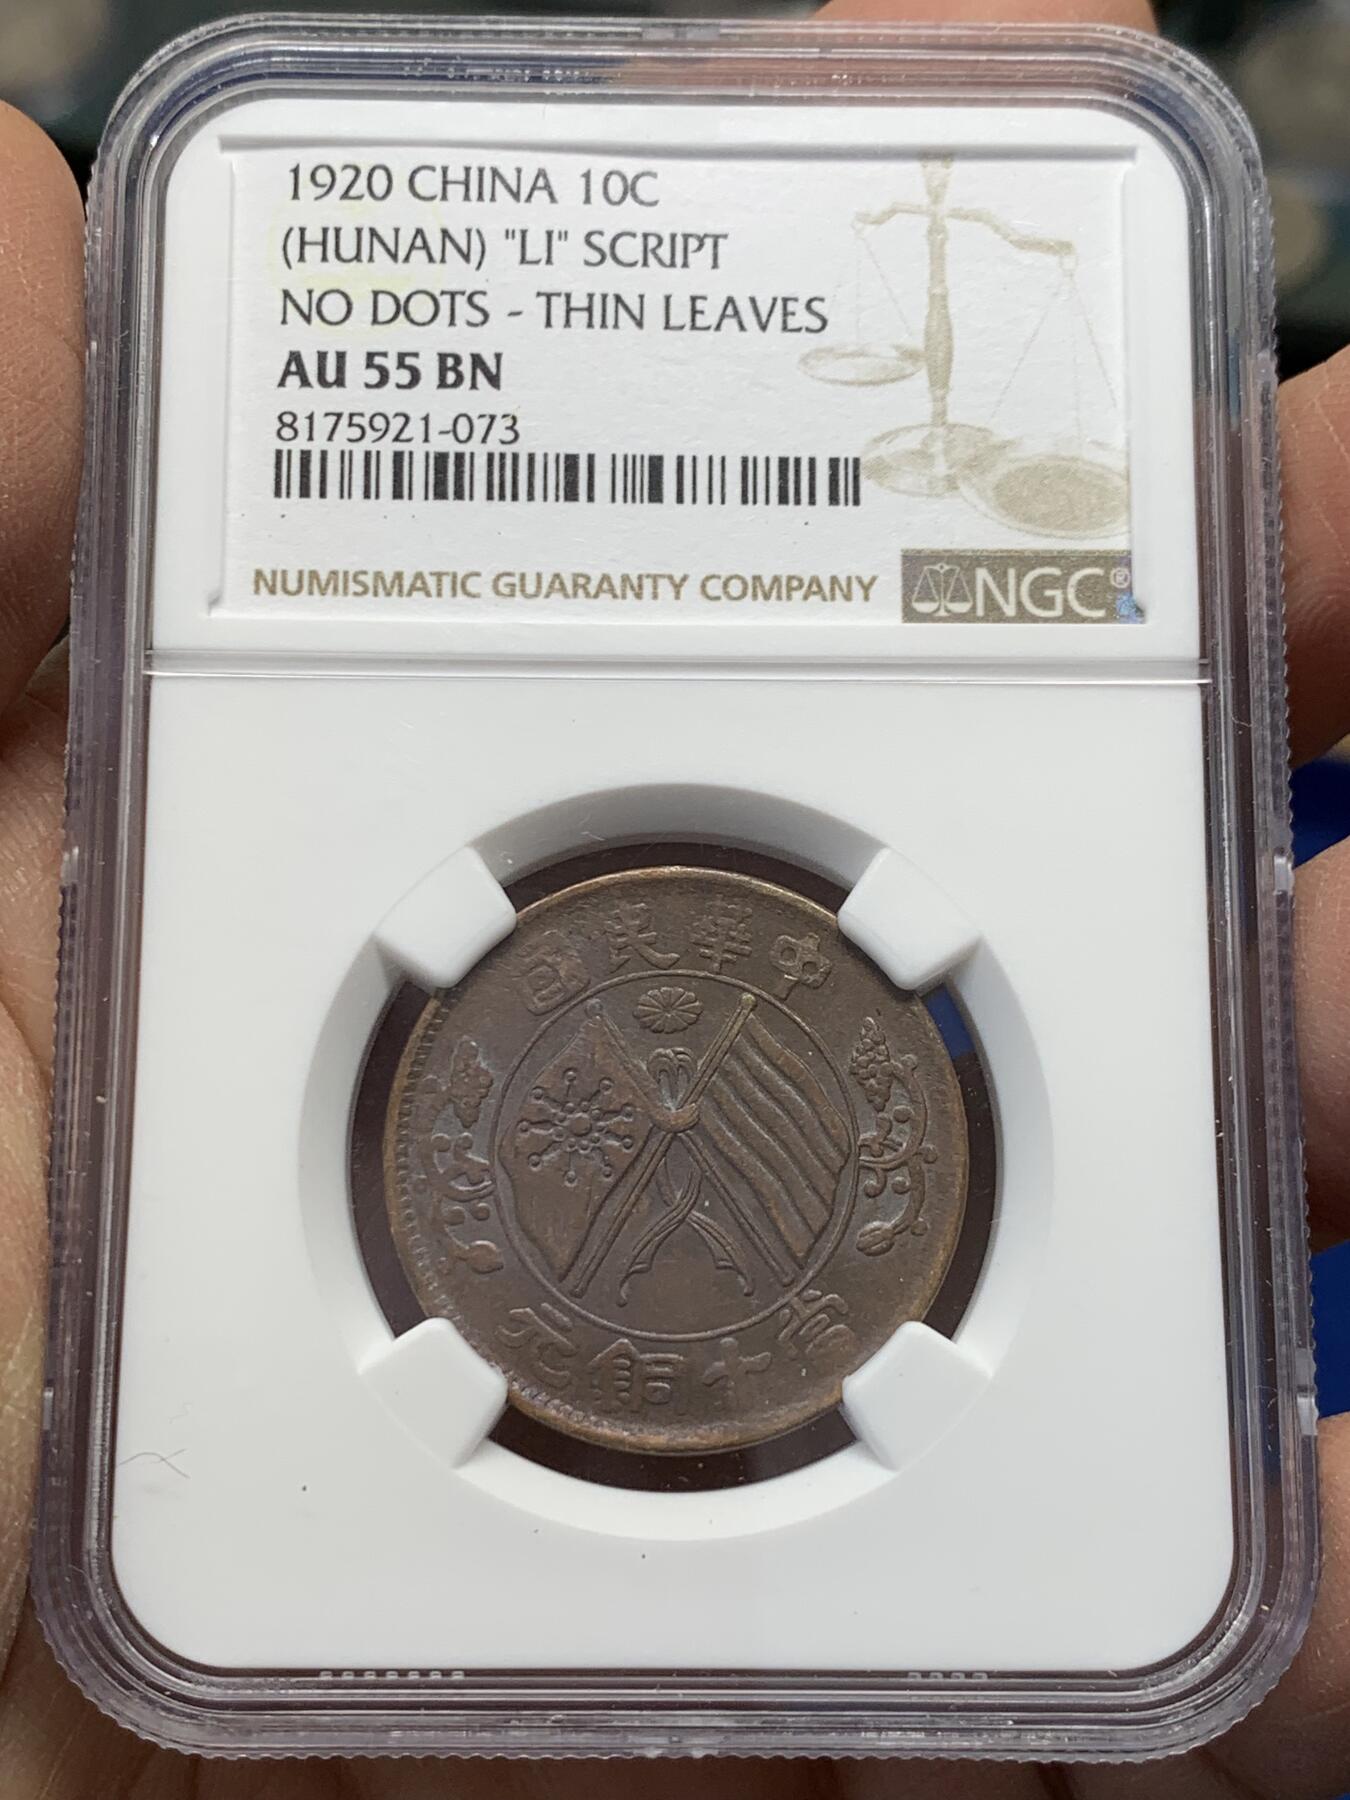 1920 CHINA 10C
(HUNAN) "LI" SCRIPT
NO DOTS - THIN LEAVES
AU 55 BN
8175921-073
NUMISMATIC GUARANTY COMPANY NGC®
國民華中
元銅十當